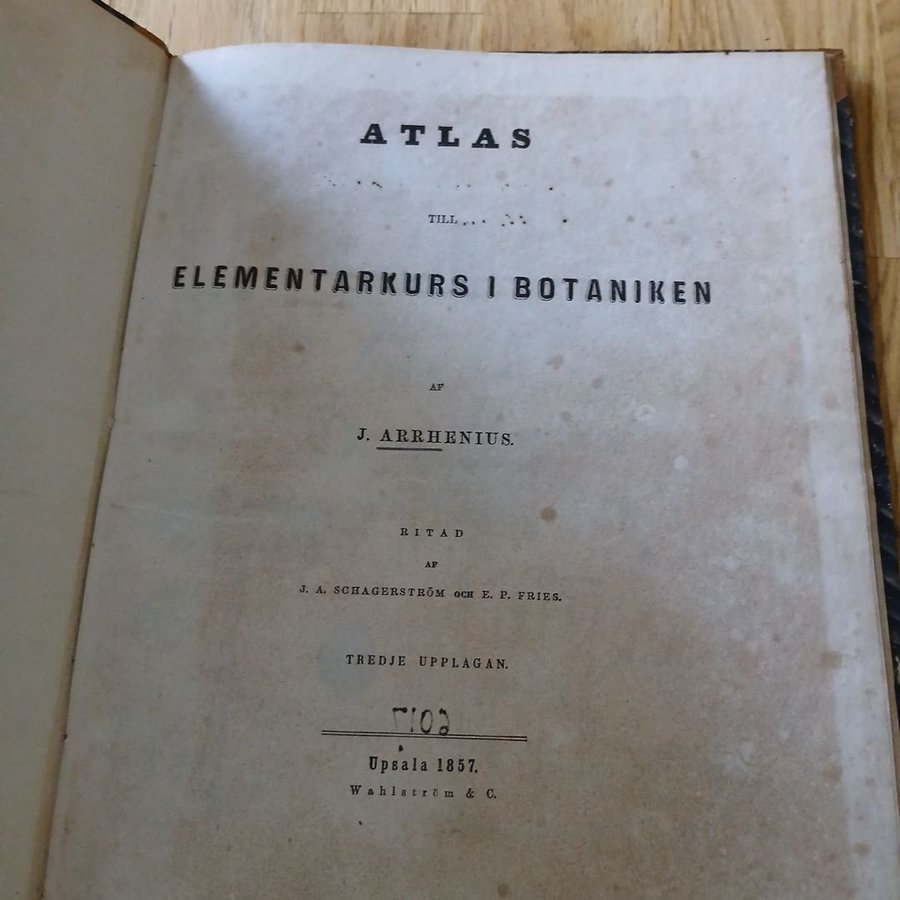 ATLAS
TILL
ELEMENTARKURS I BOTANIKEN
AF
J. ARRHENIUS.
RITAD
AF
J. A. SCHAGERSTRÖM OCH E. P. FRIES.
TREDJE UPPLAGAN.
Upsala 1857.
Wahlström & C.